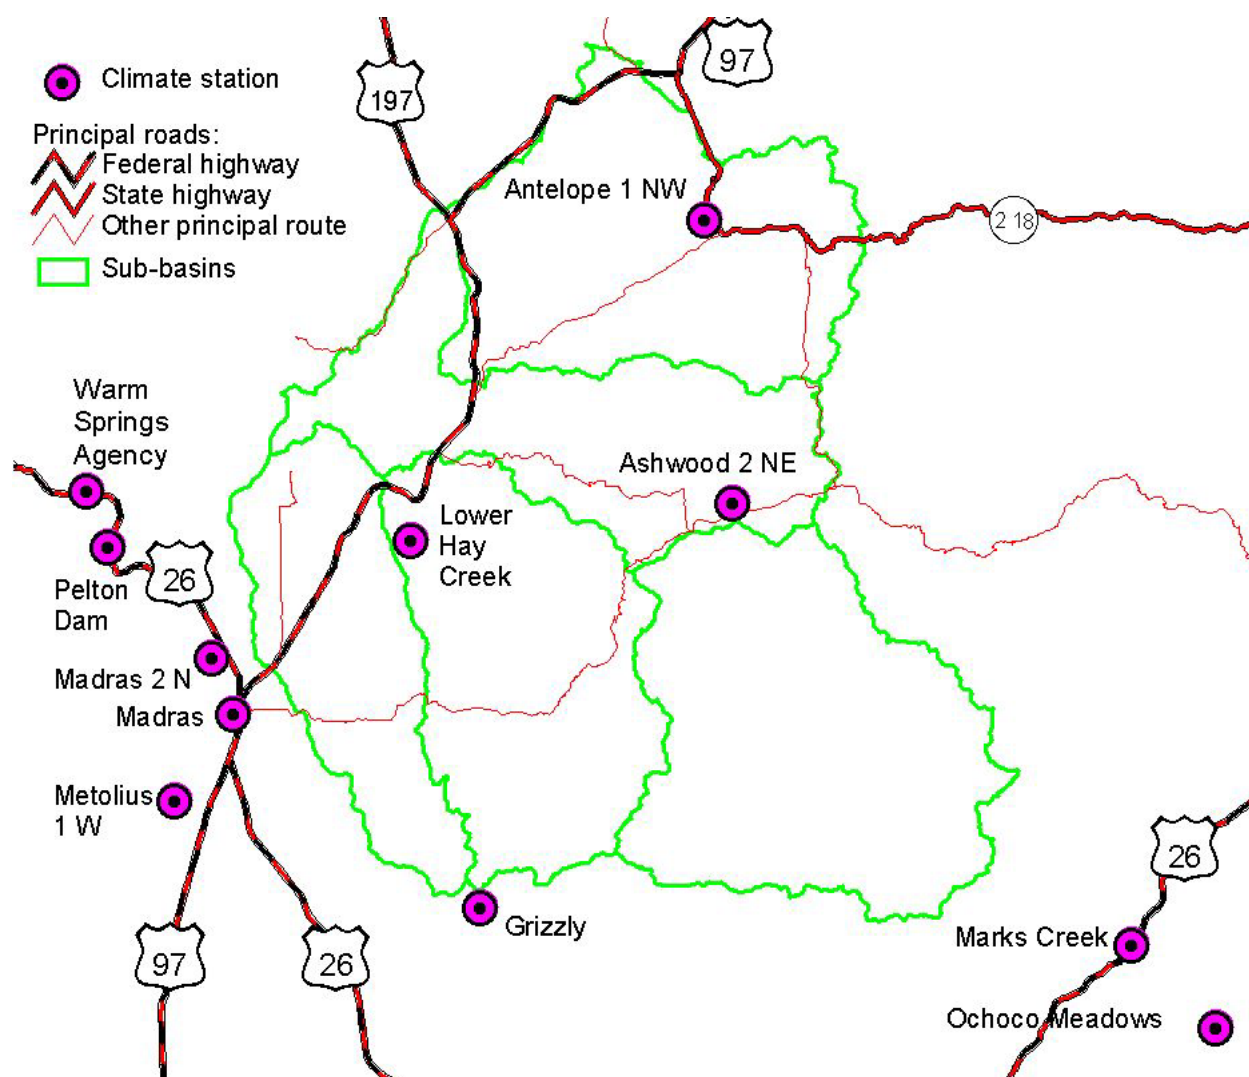 97
Climate station
197
Principal roads:
Federal highway
State highway
Other principal route
Sub-basins
Antelope 1 NW
2 18
Warm
Springs
Agency
Ashwood 2 NE
Lower
Hay
Creek
26
Pelton
Dam
Madras 2 N
Madras
Metolius
1 W
26
Grizzly
Marks Creek
97
26
Ochoco Meadows